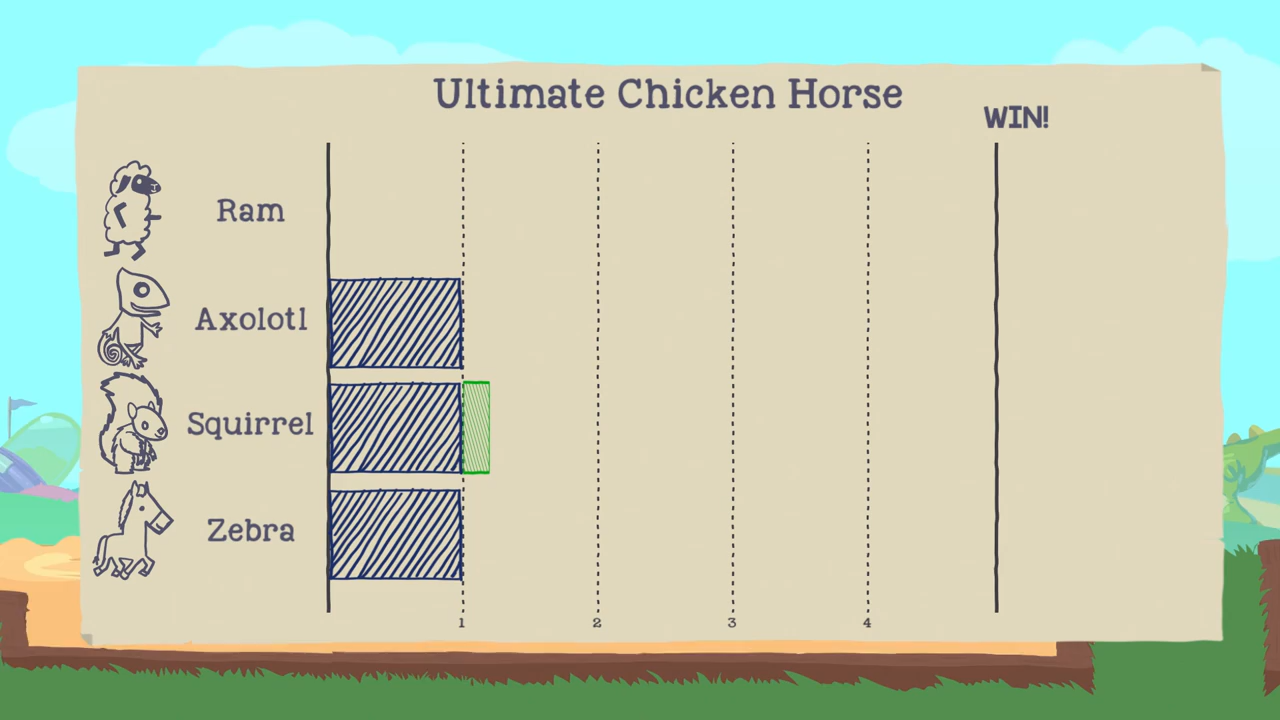 Ultimate Chicken Horse
WIN!
Ram
Axolotl
Squirrel
Zebra
1 2 3 4